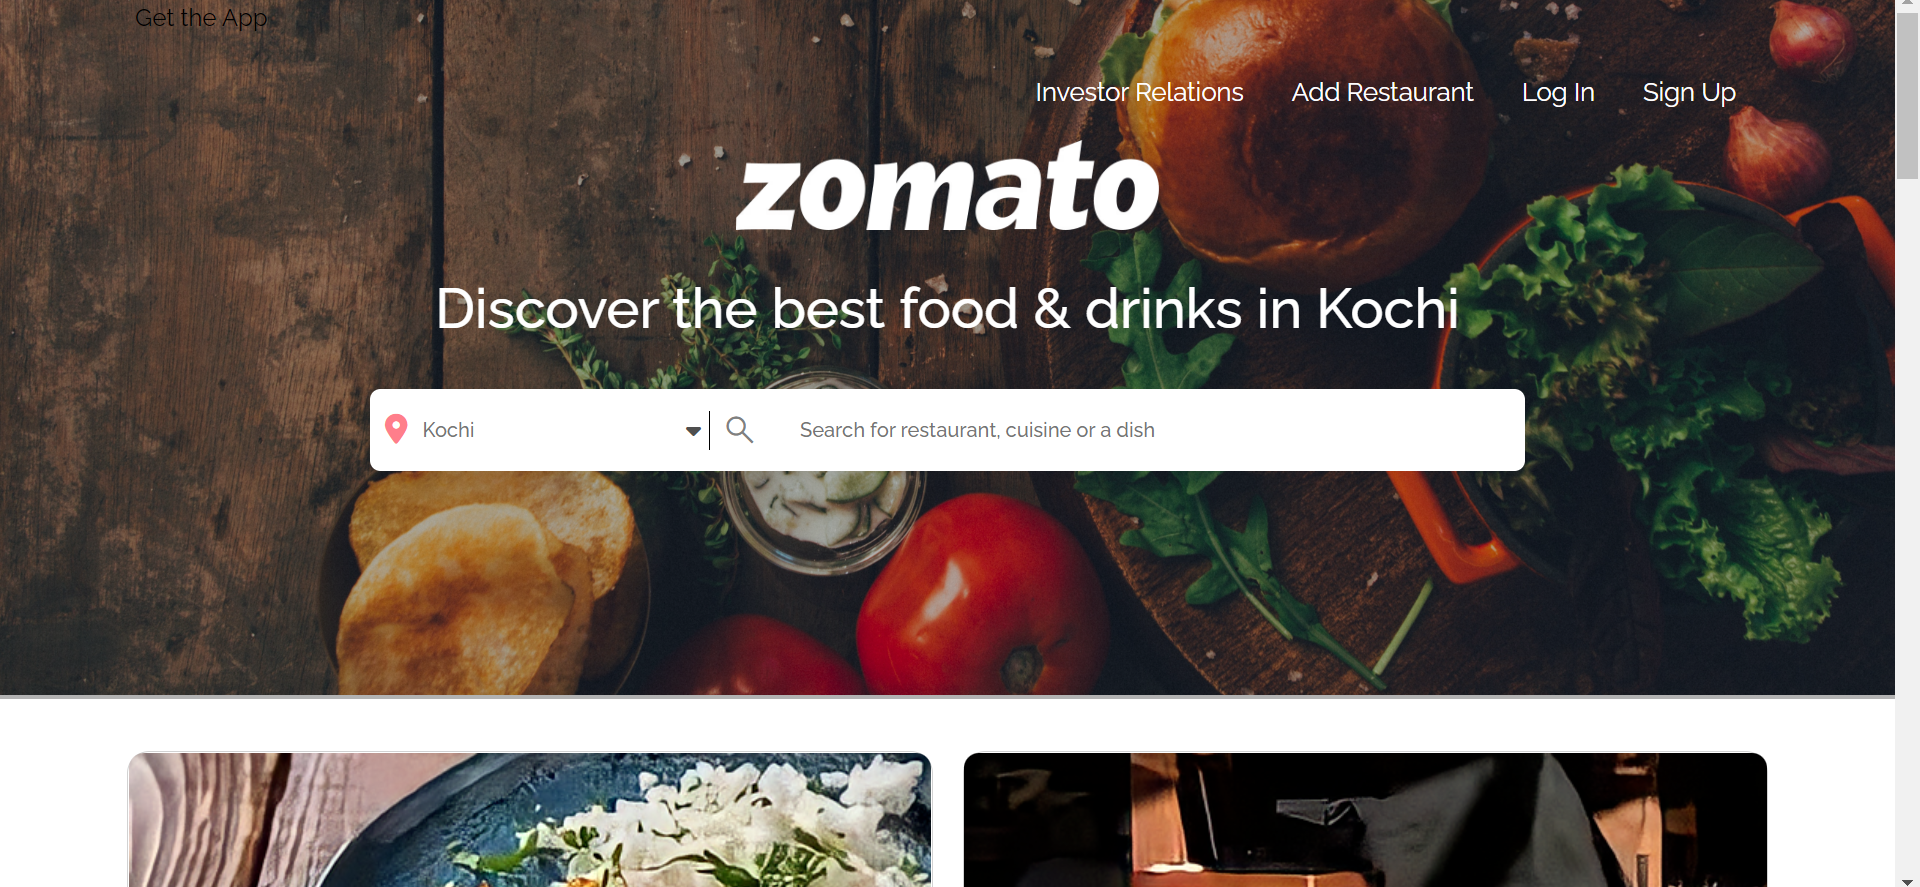 Get the App
Investor Relations Add Restaurant Log In Sign Up
zomato
Discover the best food & drinks in Kochi
Kochi Search for restaurant, cuisine or a dish